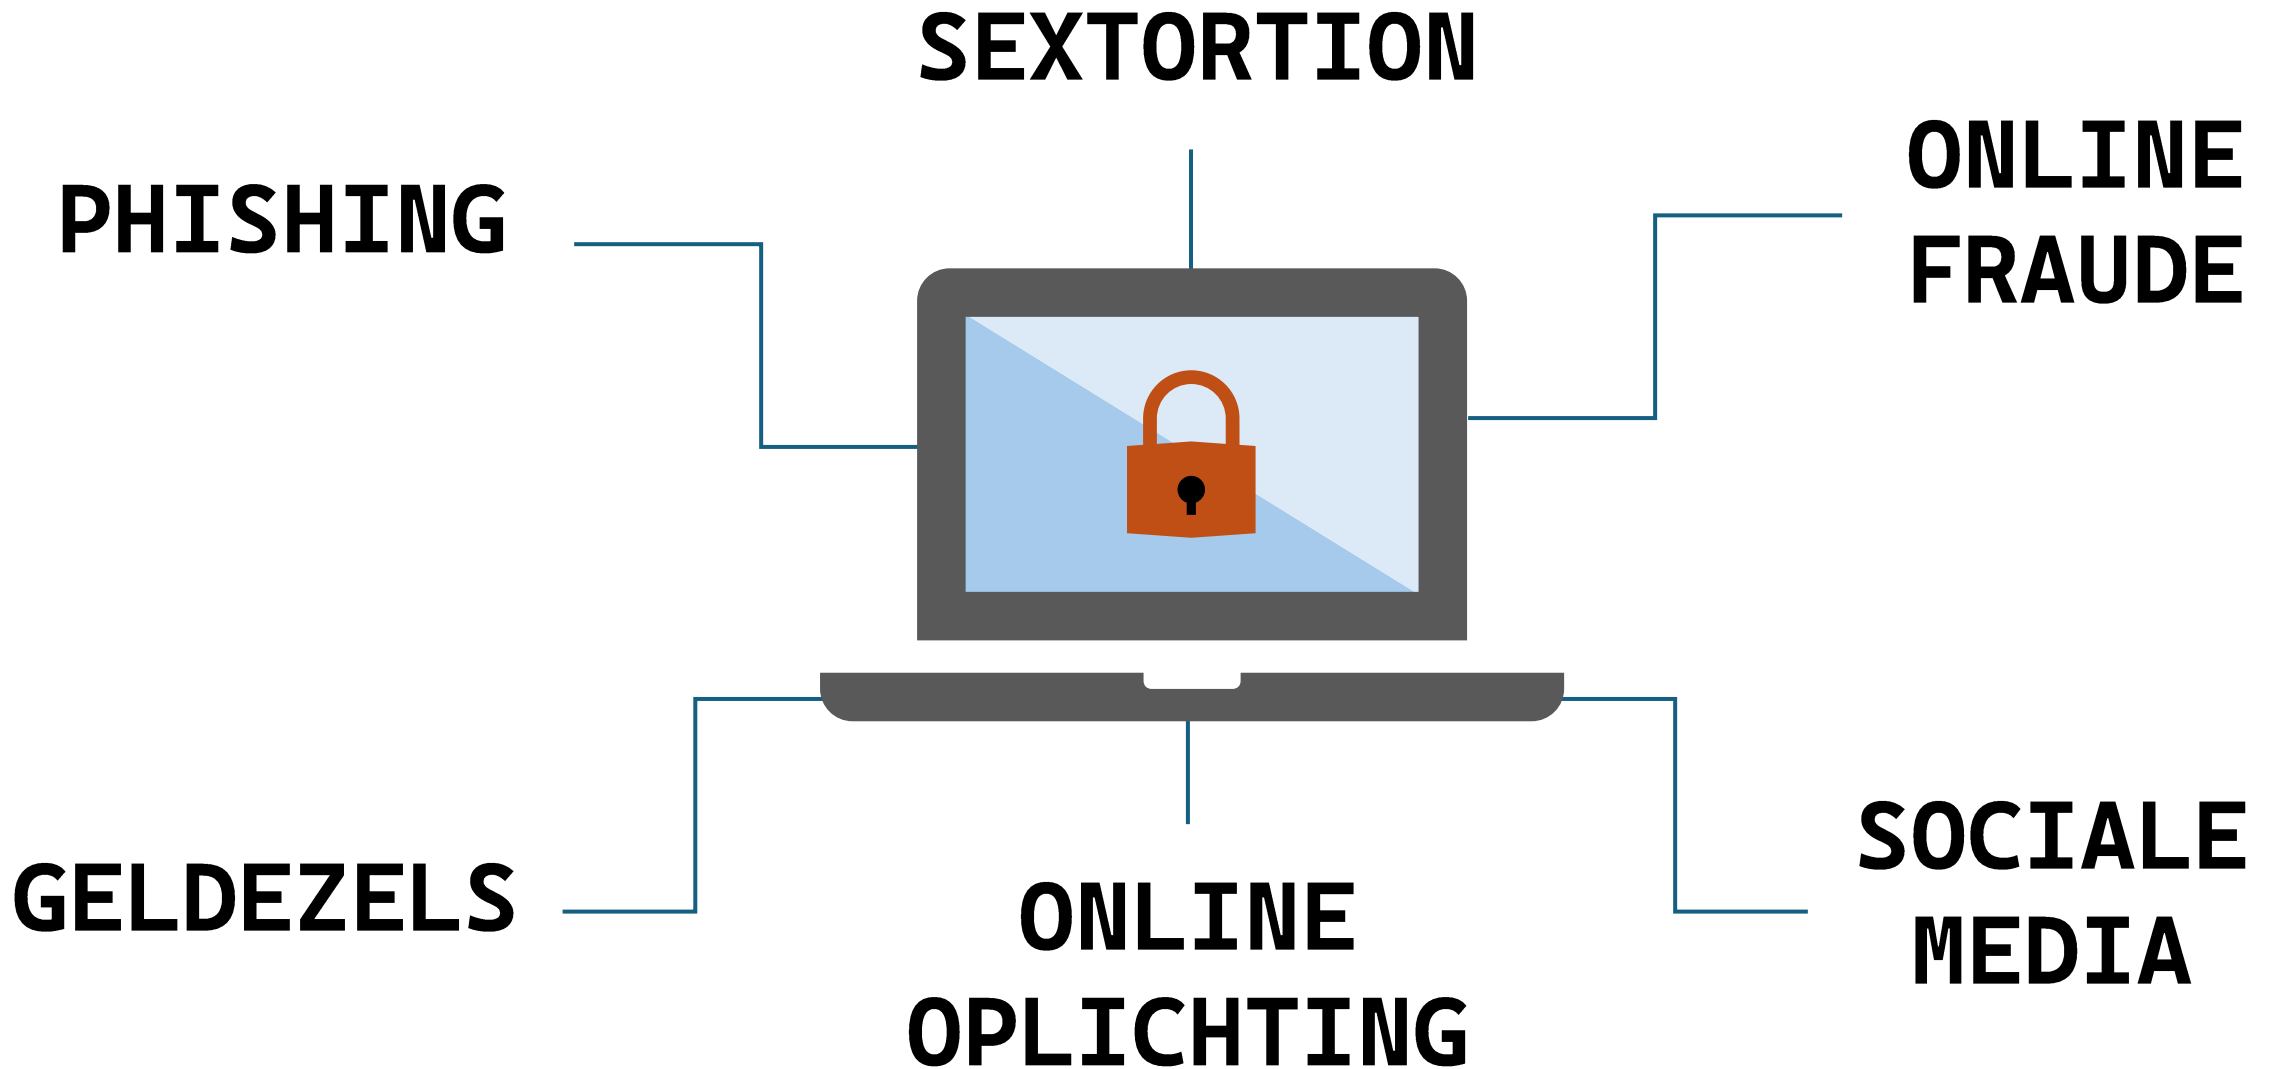 SEXTORTION
PHISHING
ONLINE
FRAUDE
GELDEZELS
ONLINE
OPLICHTING
SOCIALE
MEDIA